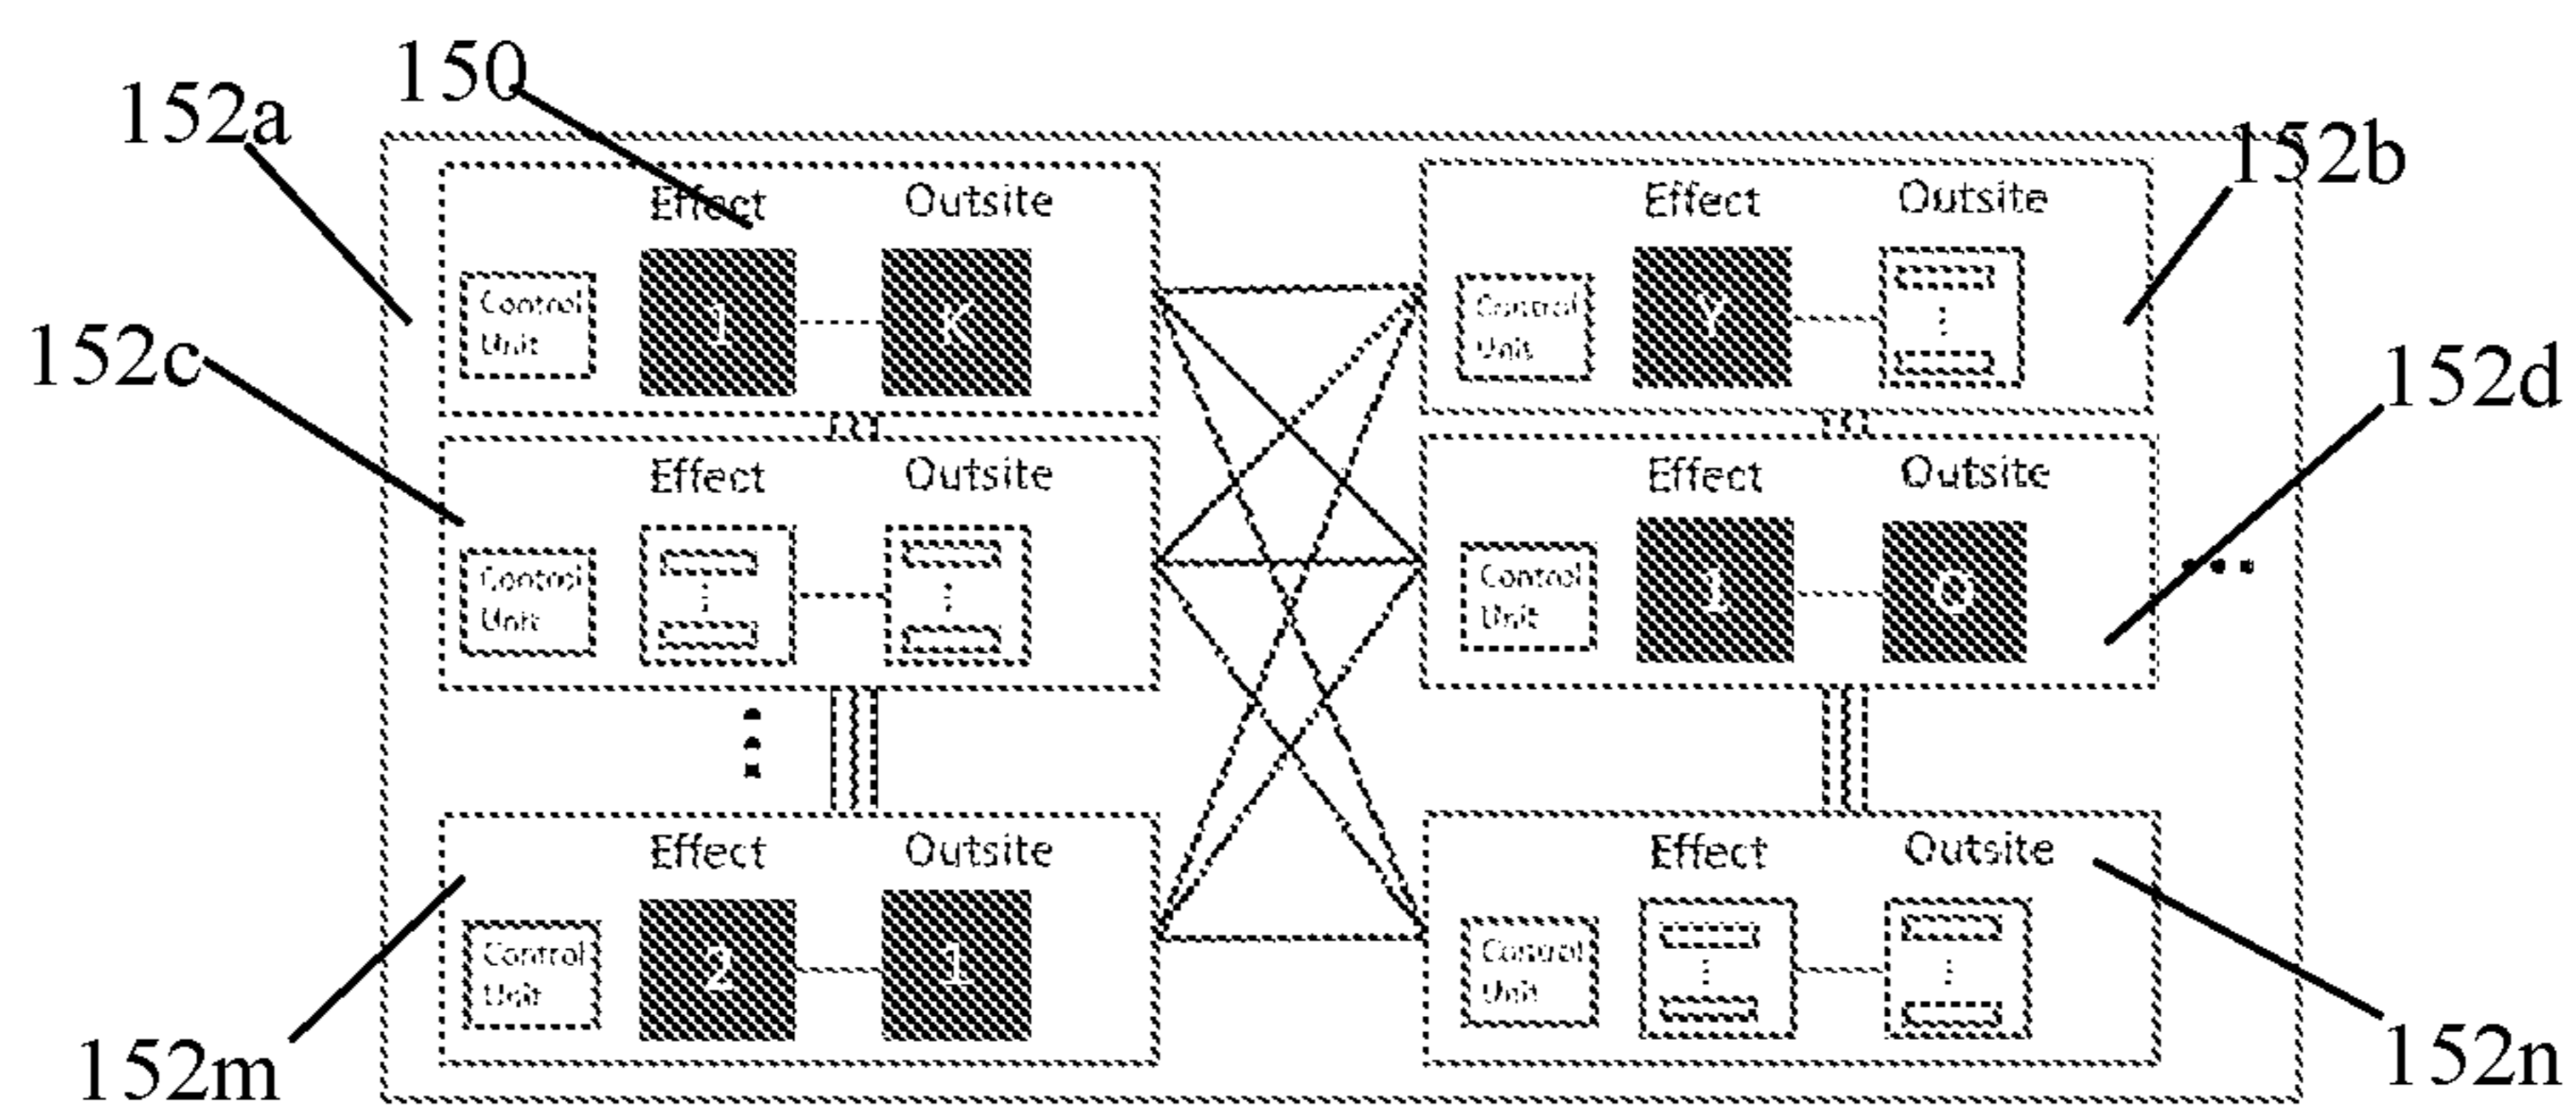 150
152a
152b
Effect Outsite
Effect Outsite
Control
Unit
1
K
Control
Unit
Y
152c
152d
Effect Outsite
Effect Outsite
Control
Unit
Control
Unit
1
O
...
Effect Outsite
Effect Outsite
Control
Unit
2
1
Control
Unit
152m
152n